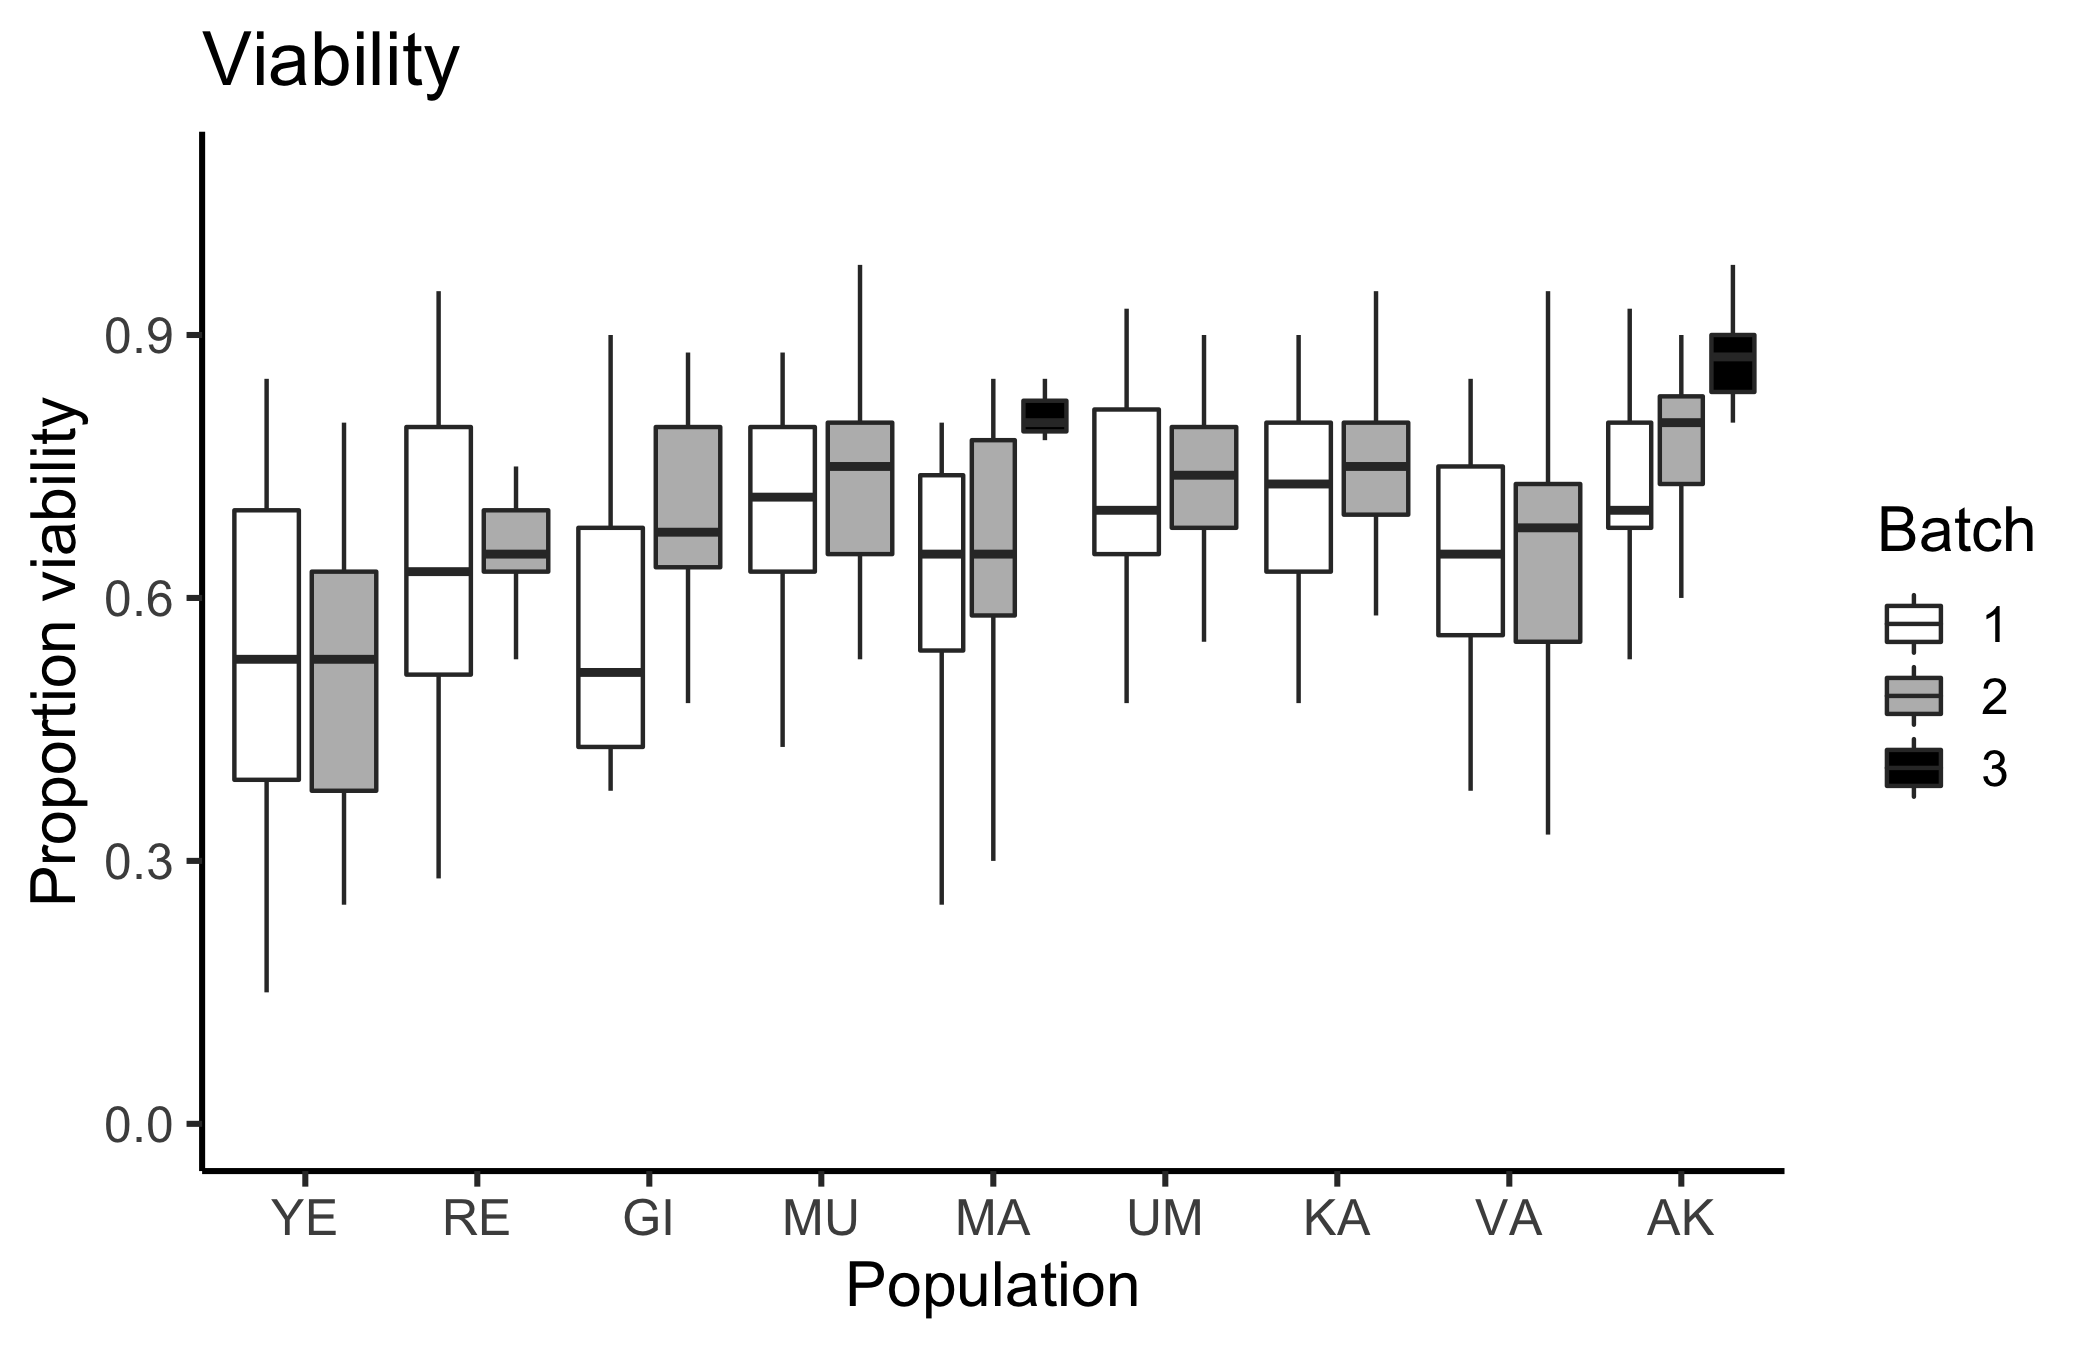 Viability
Proportion viability
0.9
0.6
0.3
0.0
YE RE GI MU MA UM KA VA AK
Population
Batch
1
2
3